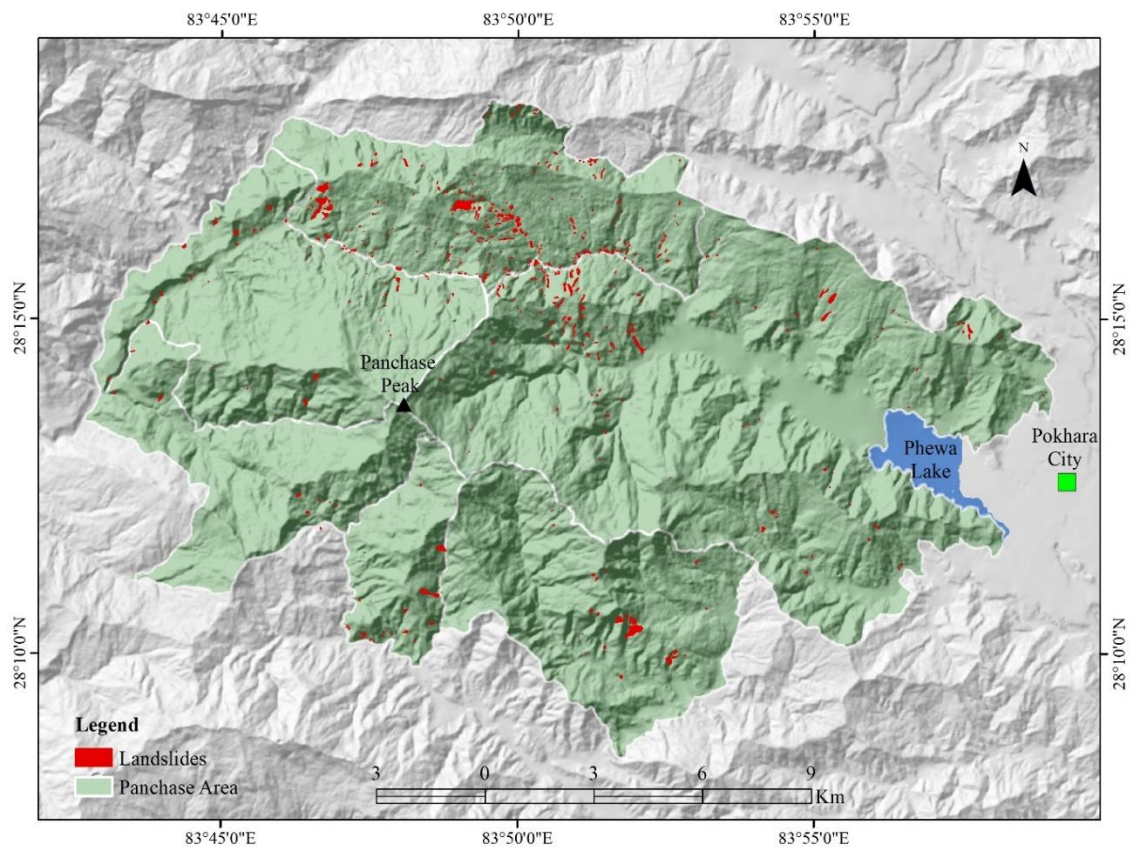 83°45'0"E
83°50'0"E
83°55'0"E
N
28°15'0"N
28°15'0"N
Panchase
Peak
Phewa
Lake
Pokhara
City
28°10'0"N
28°10'0"N
Legend
Landslides
Panchase Area
3
0
3
6
9
Km
83°45'0"E
83°50'0"E
83°55'0"E